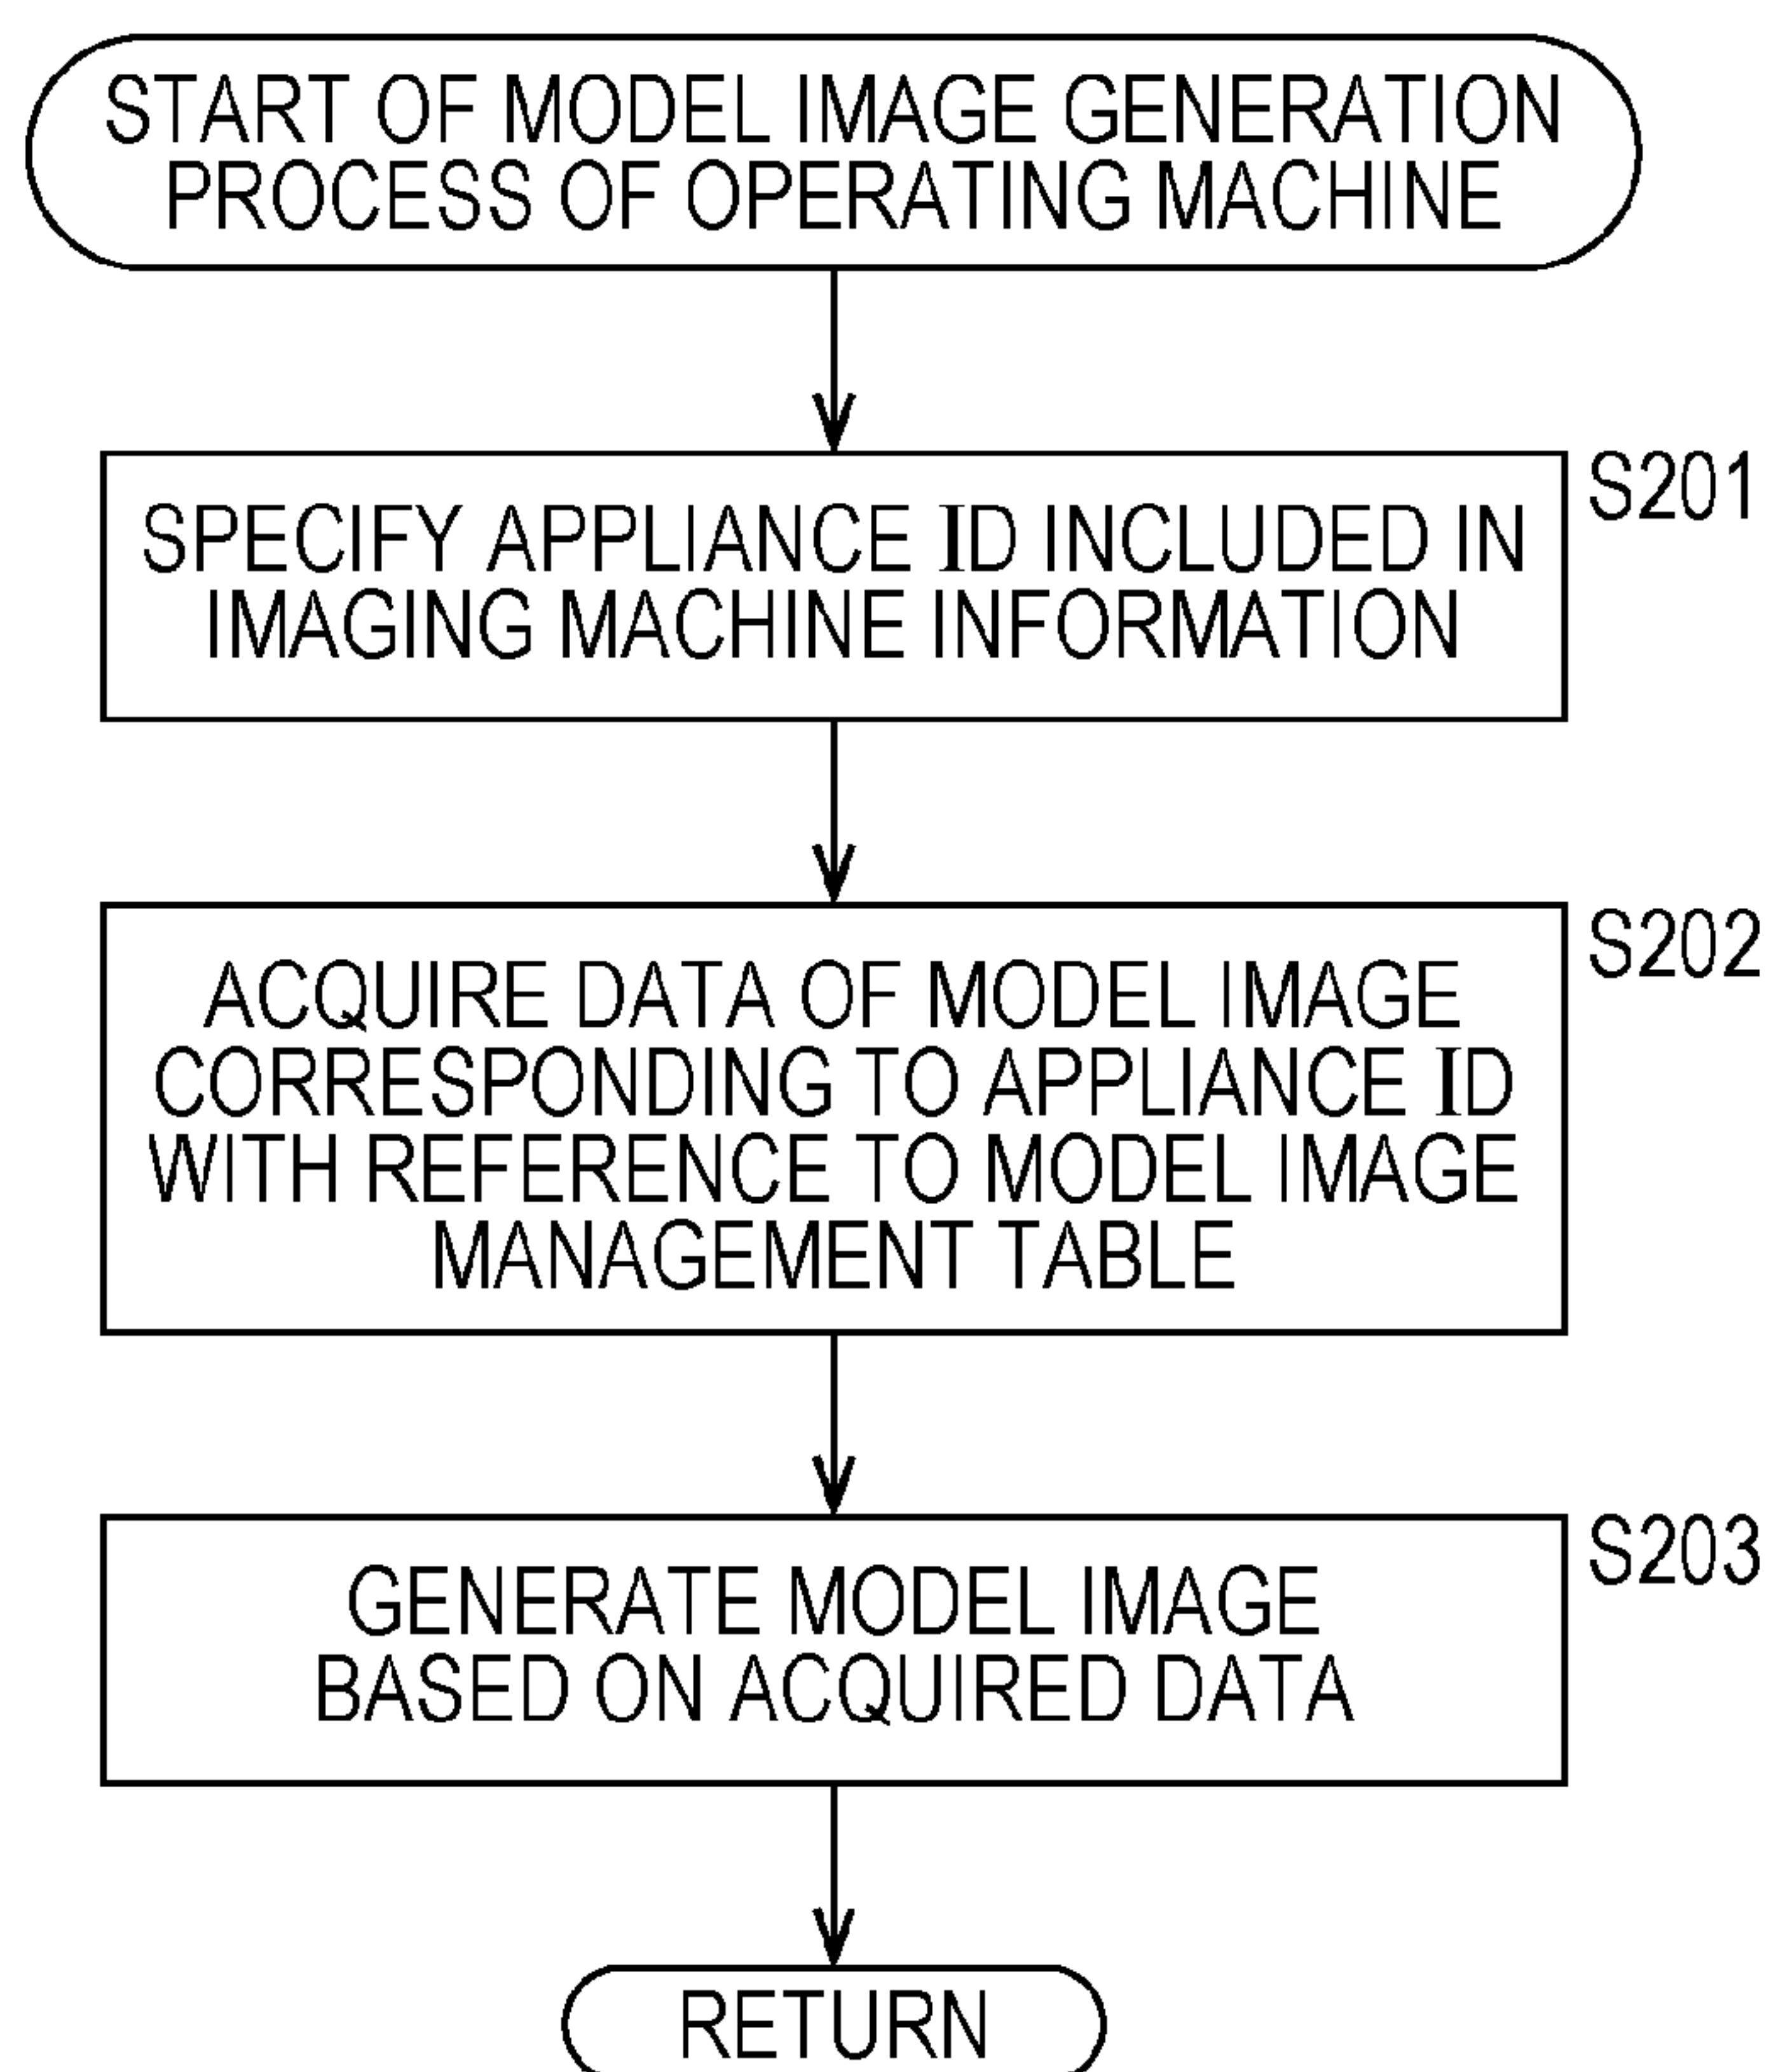 START OF MODEL IMAGE GENERATION
PROCESS OF OPERATING MACHINE
S201
SPECIFY APPLIANCE ID INCLUDED IN
IMAGING MACHINE INFORMATION
S202
ACQUIRE DATA OF MODEL IMAGE
CORRESPONDING TO APPLIANCE ID
WITH REFERENCE TO MODEL IMAGE
MANAGEMENT TABLE
S203
GENERATE MODEL IMAGE
BASED ON ACQUIRED DATA
RETURN